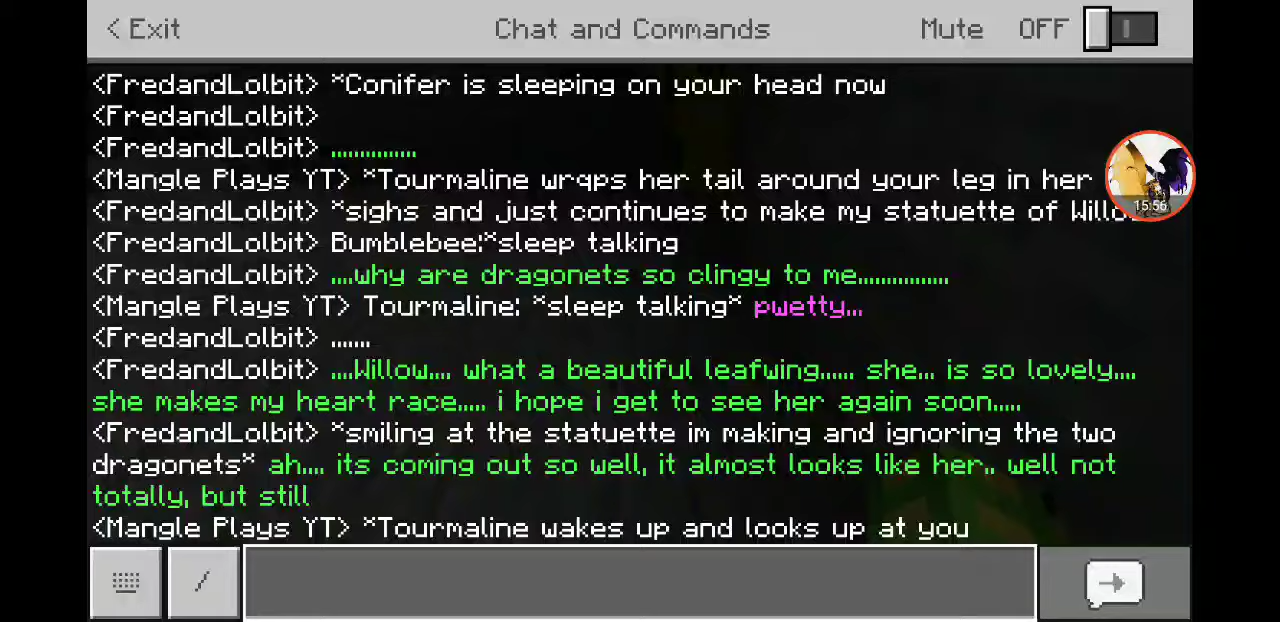 < Exit Chat and Commands Mute OFF
<FredandLolbit> *Conifer is sleeping on your head now
<FredandLolbit>
<FredandLolbit> ...............
<Mangle Plays YT> *Tourmaline wrqps her tail around your leg in her
<FredandLolbit> *sighs and just continues to make my statuette of
15:56
<FredandLolbit> Bumblebee:*sleep talking
<FredandLolbit> ....why are dragonets so clingy to me...............
<Mangle Plays YT> Tourmaline: *sleep talking* pwetty...
<FredandLolbit> .......
<FredandLolbit> ....Willow.... what a beautiful leafwing...... she... is so lovely....
she makes my heart race..... i hope i get to see her again soon.....
<FredandLolbit> *smiling at the statuette im making and ignoring the two
dragonets* ah.... its coming out so well, it almost looks like her.. well not
totally, but still
<Mangle Plays YT> *Tourmaline wakes up and looks up at you
/